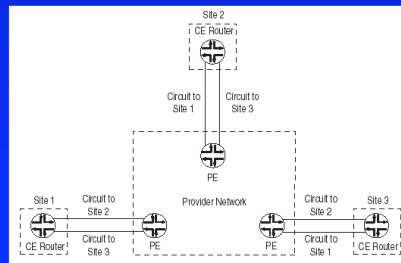 Site 2
CE Router
Circuit to
Site 1
Circuit to
Site 3
PE
Provider Network
Site 1
Circuit to
Site 2
Circuit to
Site 3
CE Router
PE
Circuit to
Site 2
Circuit to
Site 1
Site 3
PE
CE Router